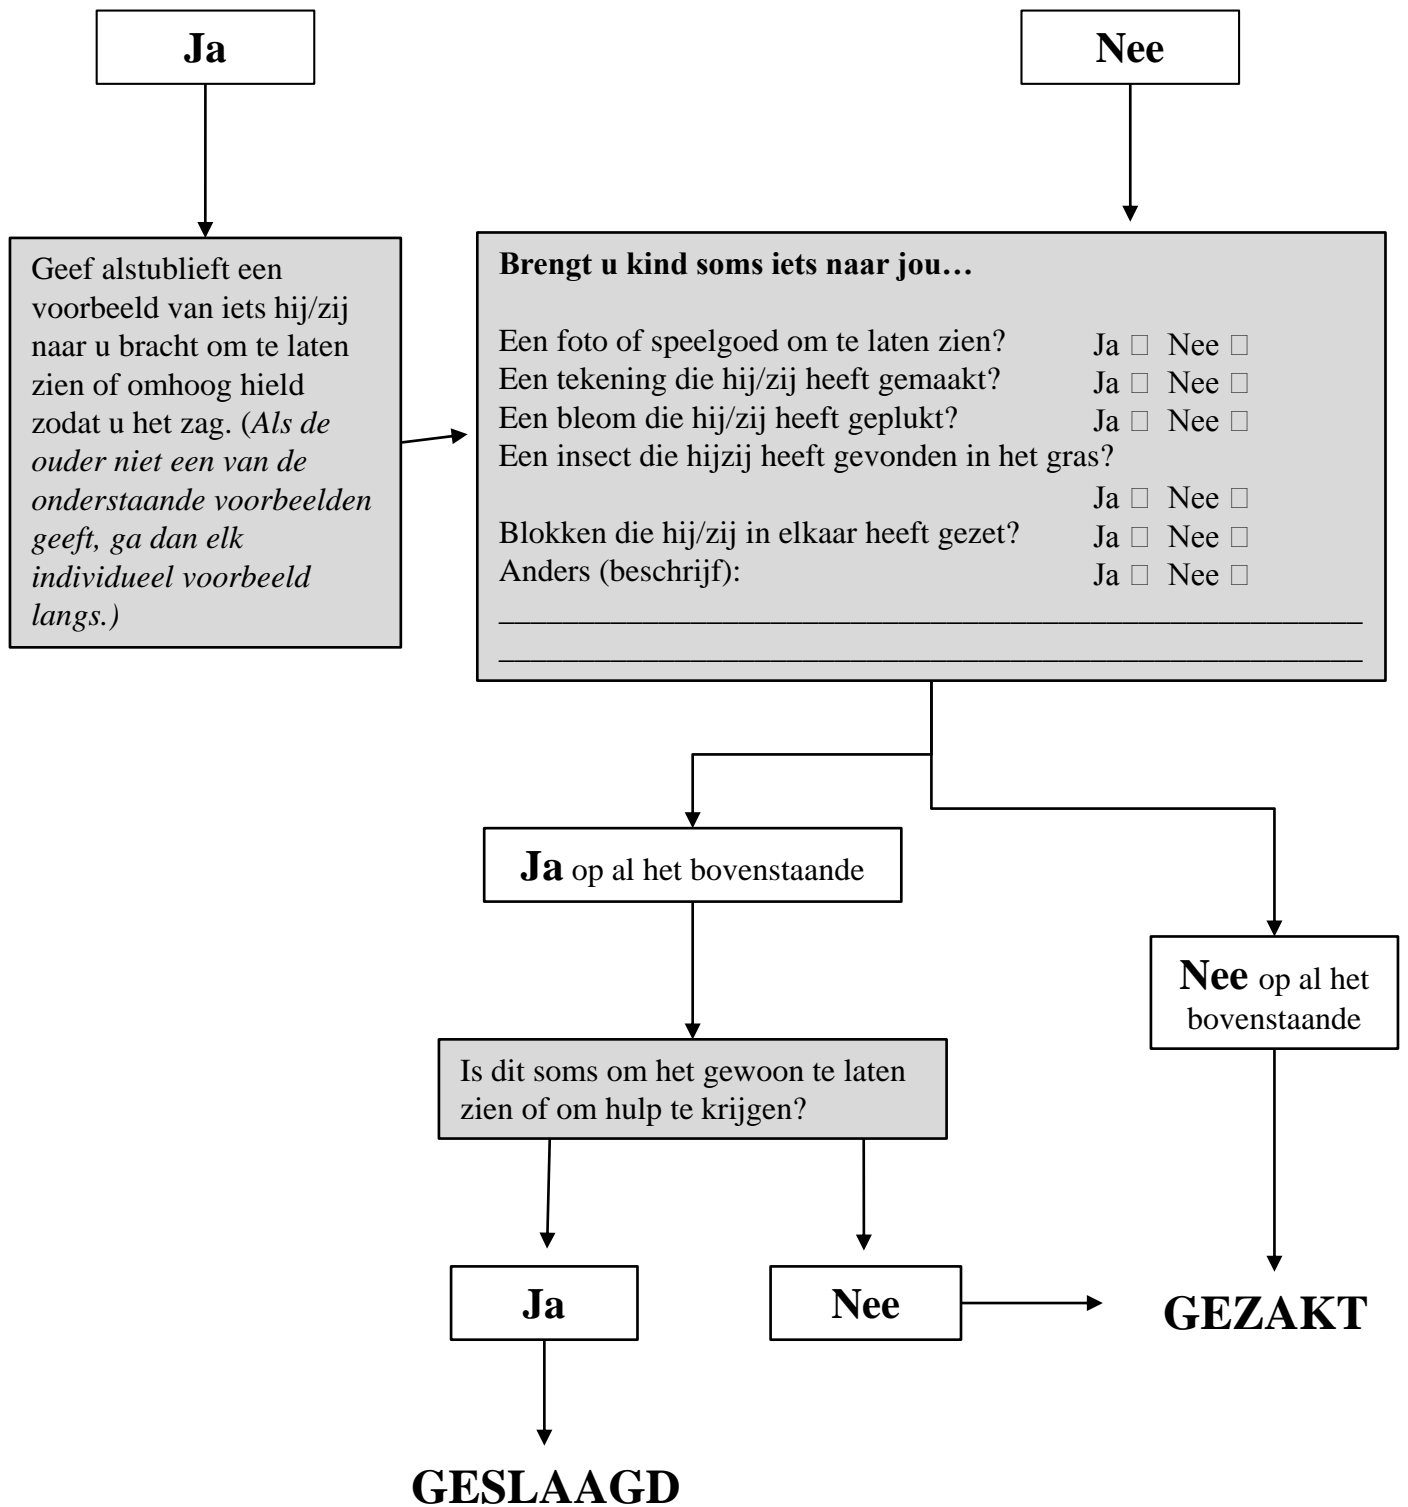 Ja
Nee
Geef alstublieft een
voorbeeld van iets hij/zij
naar u bracht om te laten
zien of omhoog hield
zodat u het zag. (Als de
ouder niet een van de
onderstaande voorbeelden
geeft, ga dan elk
individueel voorbeeld
langs.)
Brengt u kind soms iets naar jou…
Een foto of speelgoed om te laten zien? Ja □ Nee □
Een tekening die hij/zij heeft gemaakt? Ja □ Nee □
Een bleom die hij/zij heeft geplukt? Ja □ Nee □
Een insect die hijzij heeft gevonden in het gras?
Ja □ Nee □
Blokken die hij/zij in elkaar heeft gezet? Ja □ Nee □
Anders (beschrijf): Ja □ Nee □
Ja op al het bovenstaande
Nee op al het
bovenstaande
Is dit soms om het gewoon te laten
zien of om hulp te krijgen?
Ja
Nee
GEZAKT
GESLAAGD